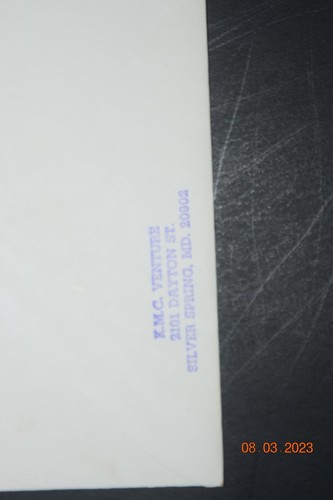 K.M.C. VENTURE
2101 DAYTON ST.
SILVER SPRING, MD. 20902
08.03.2023